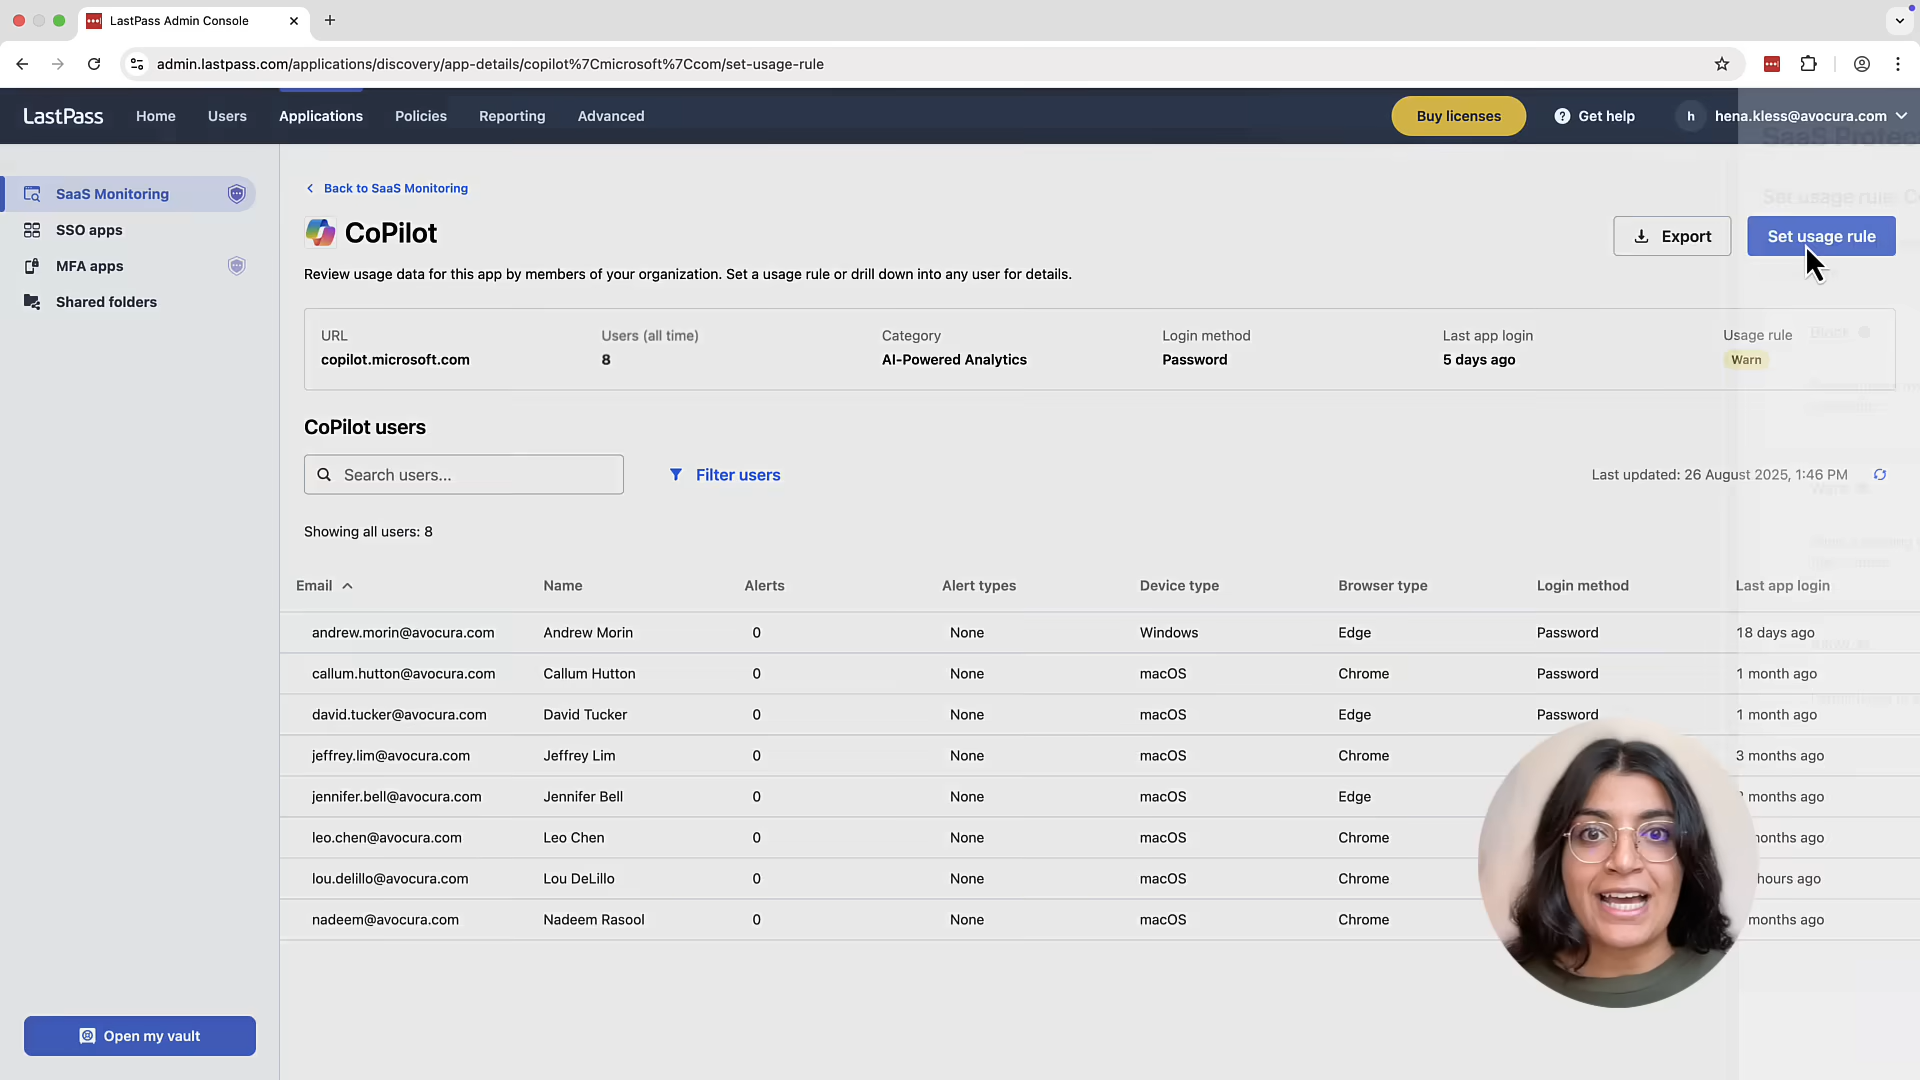 LastPass Admin Console
admin.lastpass.com/applications/discovery/app-details/copilot%7Cmicrosoft%7Ccom/set-usage-rule
LastPass Home Users Applications Policies Reporting Advanced Buy licenses Get help h hena.kless@avocura.com
SaaS Protec
Set usage rule: C
SaaS Monitoring
SSO apps
MFA apps
Shared folders
Open my vault
Back to SaaS Monitoring
CoPilot
Export Set usage rule
Review usage data for this app by members of your organization. Set a usage rule or drill down into any user for details.
URL Users (all time) Category Login method Last app login Usage rule
copilot.microsoft.com 8 AI-Powered Analytics Password 5 days ago Warn
Block
CoPilot users
Search users... Filter users Last updated: 26 August 2025, 1:46 PM
Showing all users: 8
Email Name Alerts Alert types Device type Browser type Login method Last app login
andrew.morin@avocura.com Andrew Morin 0 None Windows Edge Password 18 days ago
callum.hutton@avocura.com Callum Hutton 0 None macOS Chrome Password 1 month ago
david.tucker@avocura.com David Tucker 0 None macOS Edge Password 1 month ago
jeffrey.lim@avocura.com Jeffrey Lim 0 None macOS Chrome 3 months ago
jennifer.bell@avocura.com Jennifer Bell 0 None macOS Edge months ago
leo.chen@avocura.com Leo Chen 0 None macOS Chrome months ago
lou.delillo@avocura.com Lou DeLillo 0 None macOS Chrome hours ago
nadeem@avocura.com Nadeem Rasool 0 None macOS Chrome months ago